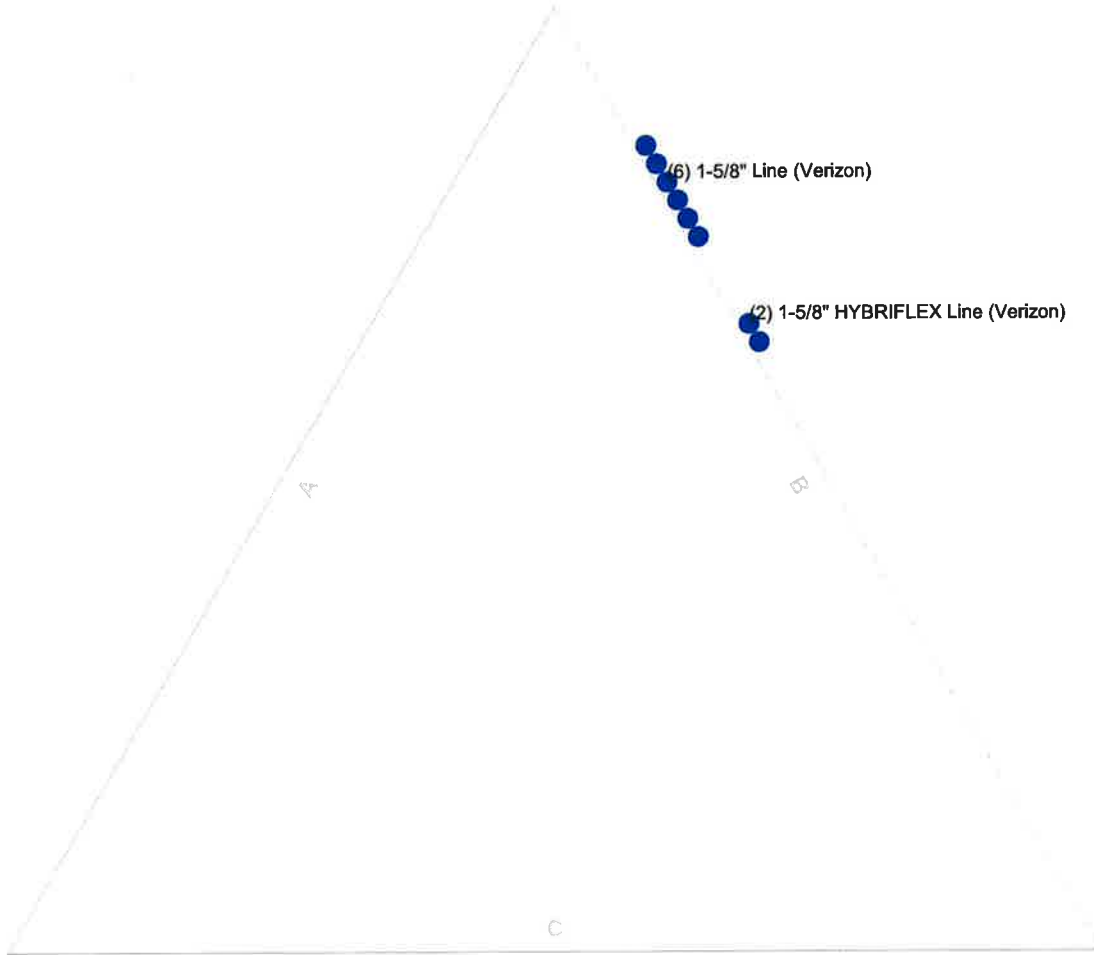 (6) 1-5/8" Line (Verizon)
(2) 1-5/8" HYBRIFLEX Line (Verizon)
A
B
C